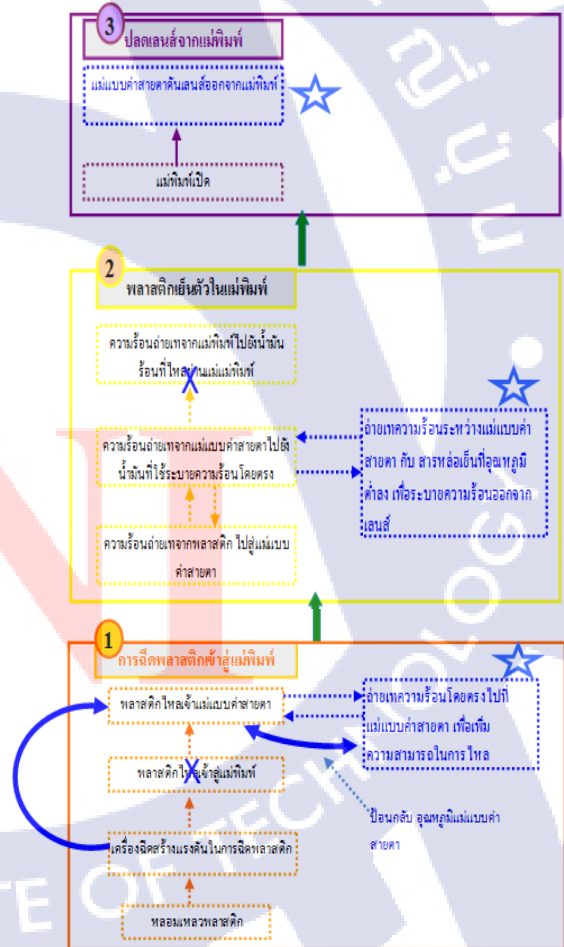 3
ปลดเลนส์จากแม่พิมพ์
แม่แบบค่าสายตาดันเลนส์ออกจากแม่พิมพ์
แม่พิมพ์เปิด
2
พลาสติกเย็นตัวในแม่พิมพ์
ความร้อนถ่ายเทจากแม่พิมพ์ไปยังน้ำมัน
ร้อนที่ไหลผ่านแม่แม่พิมพ์
ความร้อนถ่ายเทจากแม่แบบค่าสายตาไปยัง
น้ำมันที่ใช้ระบายความร้อนโดยตรง
ความร้อนถ่ายเทจากพลาสติก ไปสู่แม่แบบ
ค่าสายตา
ถ่ายเทความร้อนระหว่างแม่แบบค่า
สายตา กับ สารหล่อเย็นที่อุณหภูมิ
ต่ำลง เพื่อระบายความร้อนออกจาก
เลนส์
1
การฉีดพลาสติกเข้าสู่แม่พิมพ์
พลาสติกไหลเข้าแม่แบบค่าสายตา
พลาสติกไหลเข้าสู่แม่พิมพ์
เครื่องฉีดสร้างแรงดันในการฉีดพลาสติก
หลอมเหลวพลาสติก
ถ่ายเทความร้อนโดยตรงไปที่
แม่แบบค่าสายตา เพื่อเพิ่ม
ความสามารถในการไหล
ป้อนกลับ อุณหภูมิแม่แบบค่า
สายตา
ญี่ปุ่น
TE OF TECHNOLOGY